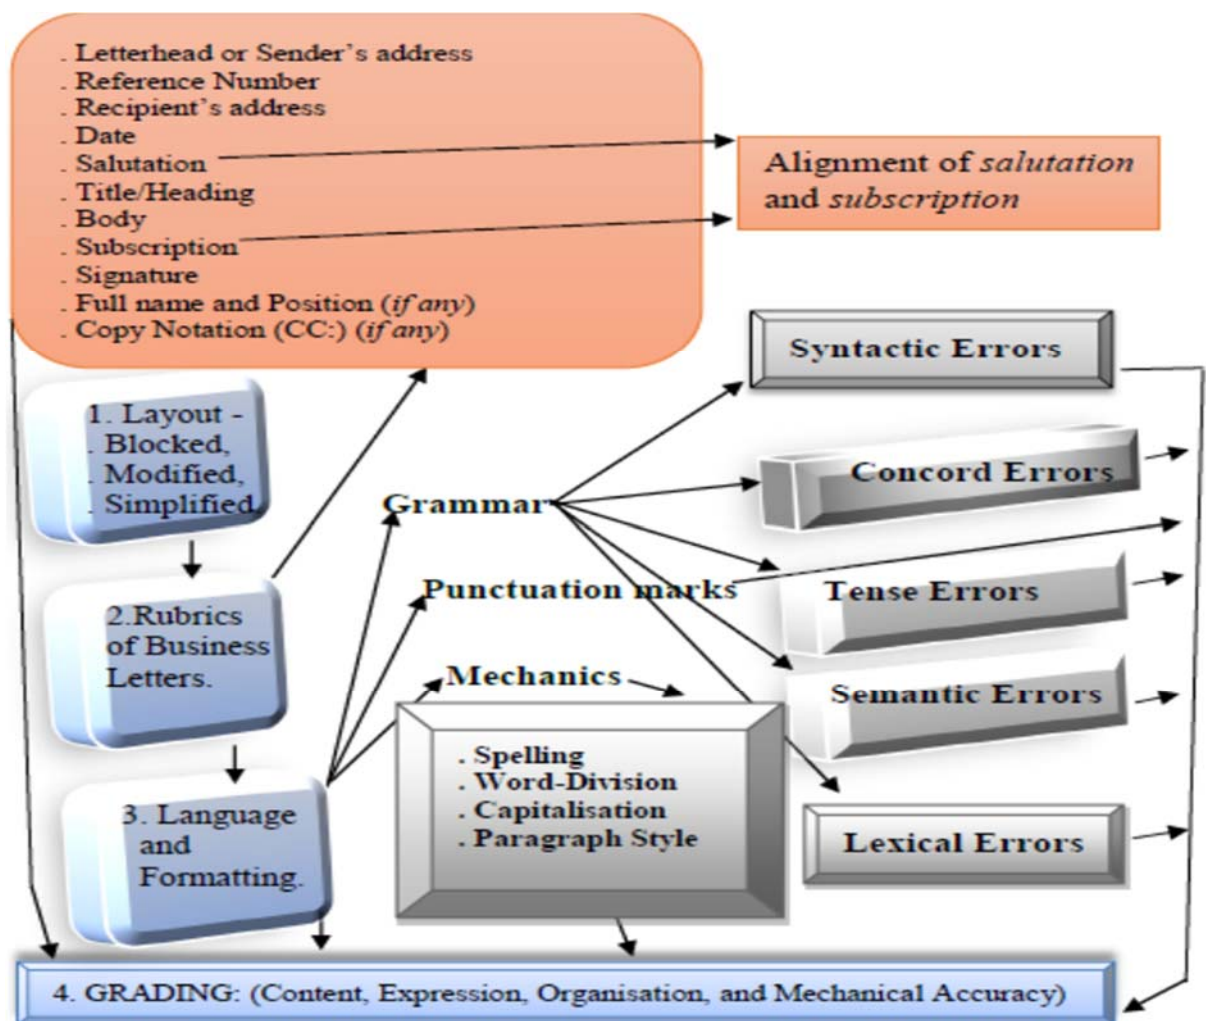 . Letterhead or Sender's address
. Reference Number
. Recipient's address
. Date
. Salutation
. Title/Heading
. Body
. Subscription
. Signature
. Full name and Position (if any)
. Copy Notation (CC:) (if any)
Alignment of salutation
and subscription
1. Layout -
. Blocked,
. Modified,
. Simplified.
2.Rubrics
of Business
Letters.
3. Language
and
Formatting.
Grammar
Punctuation marks
Mechanics
. Spelling
. Word-Division
. Capitalisation
. Paragraph Style
Syntactic Errors
Concord Errors
Tense Errors
Semantic Errors
Lexical Errors
4. GRADING: (Content, Expression, Organisation, and Mechanical Accuracy)